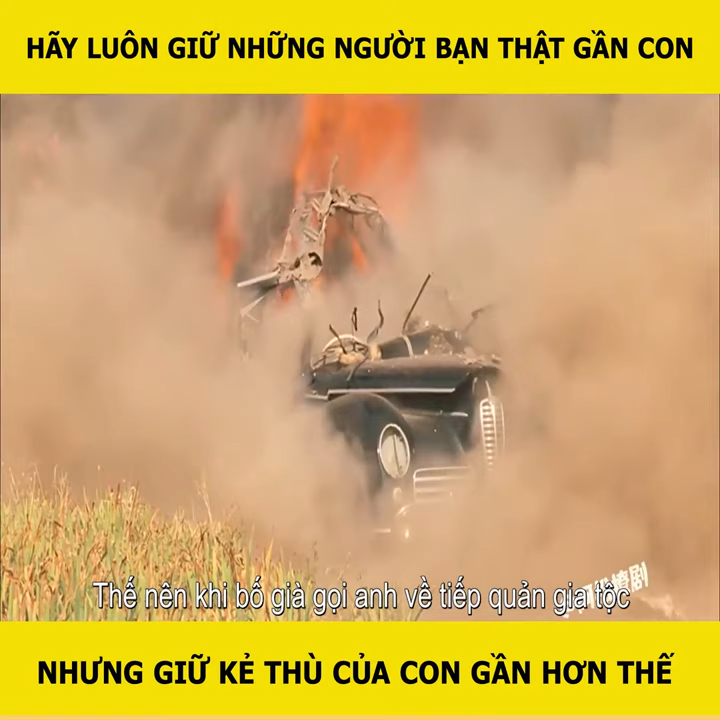 HÃY LUÔN GIỮ NHỮNG NGƯỜI BẠN THẬT GẦN CON
Thế nên khi bố già gọi anh về tiếp quản gia tộc
NHƯNG GIỮ KẺ THÙ CỦA CON GẦN HƠN THẾ